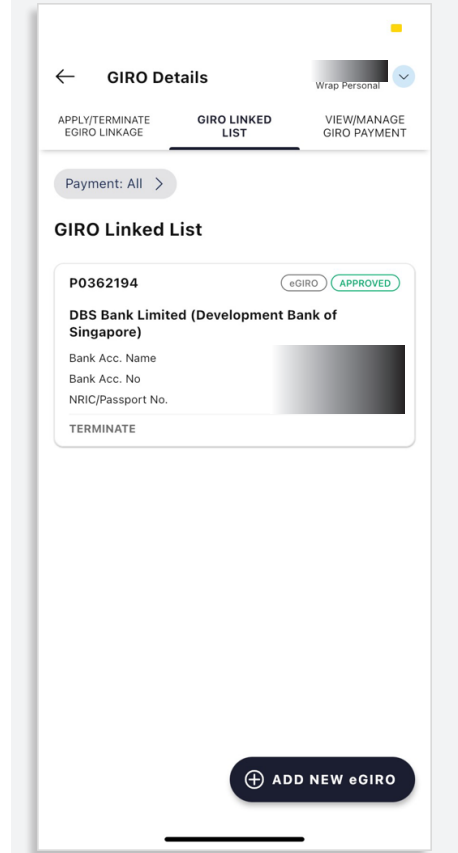 GIRO Details
Wrap Personal
APPLY/TERMINATE
EGIRO LINKAGE
GIRO LINKED
LIST
VIEW/MANAGE
GIRO PAYMENT
Payment: All
GIRO Linked List
P0362194 eGIRO APPROVED
DBS Bank Limited (Development Bank of
Singapore)
Bank Acc. Name
Bank Acc. No
NRIC/Passport No.
TERMINATE
ADD NEW eGIRO